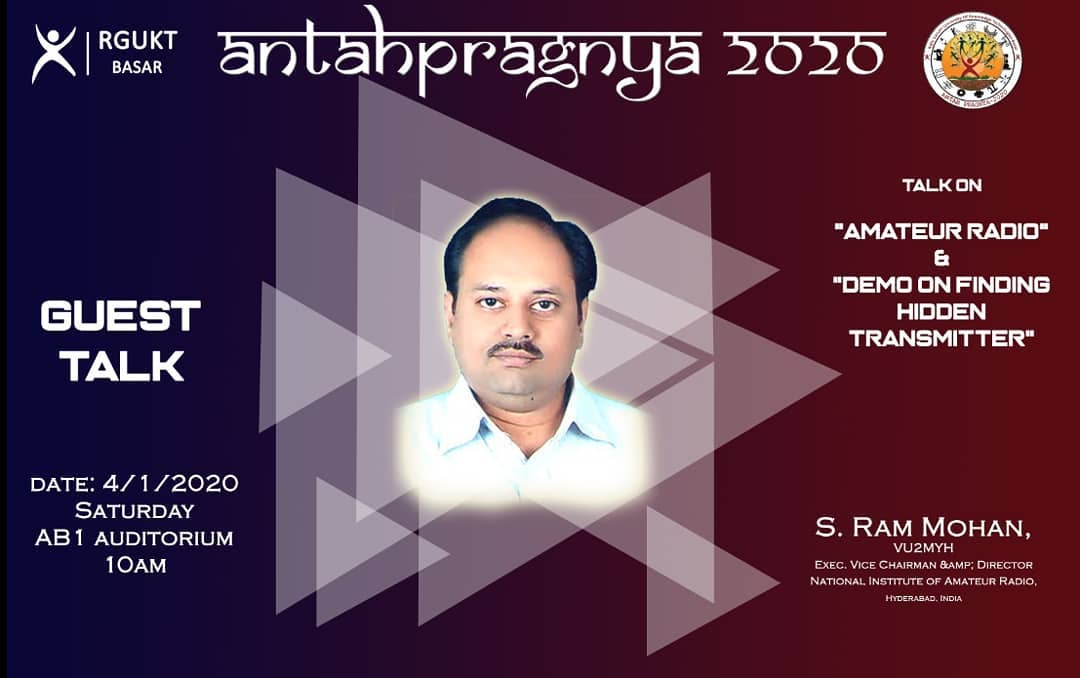 RGUKT
BASAR
antahpragnya 2020
TALK ON
"AMATEUR RADIO"
&
"DEMO ON FINDING
HIDDEN
TRANSMITTER"
GUEST
TALK
DATE: 4/1/2020
SATURDAY
AB1 AUDITORIUM
10AM
S. RAM MOHAN,
VU2MYH
EXEC. VICE CHAIRMAN &AMP; DIRECTOR
NATIONAL INSTITUTE OF AMATEUR RADIO,
HYDERABAD, INDIA